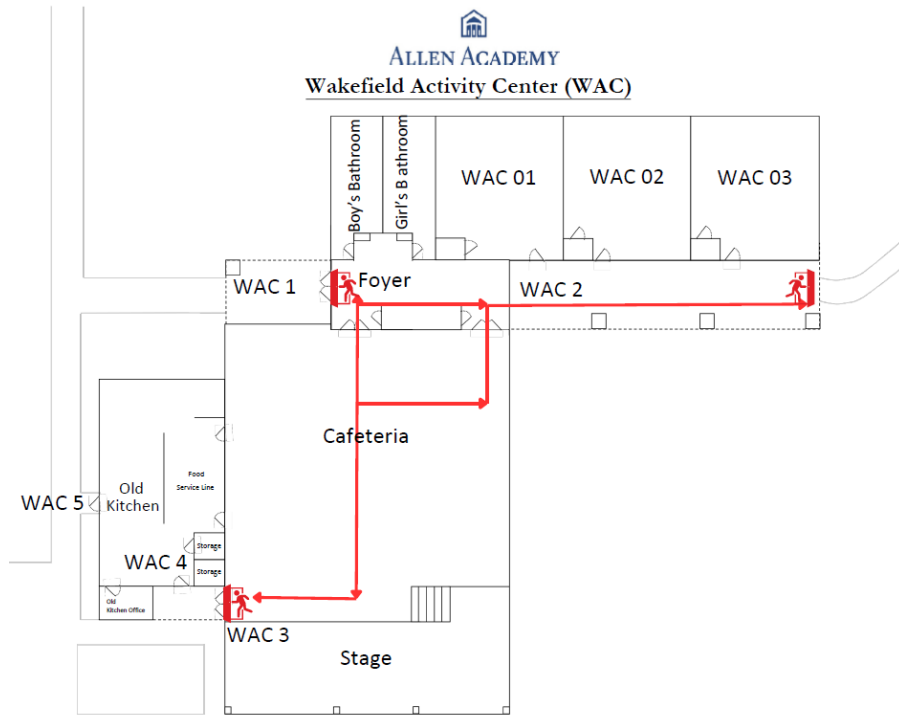 ALLEN ACADEMY
Wakefield Activity Center (WAC)
Boy's Bathroom
Girl's B athroom
WAC 01
WAC 02
WAC 03
WAC 1
Foyer
WAC 2
Cafeteria
Food
Service Line
WAC 5
Old
Kitchen
Storage
WAC 4
Storage
Old
Kitchen Office
WAC 3
Stage